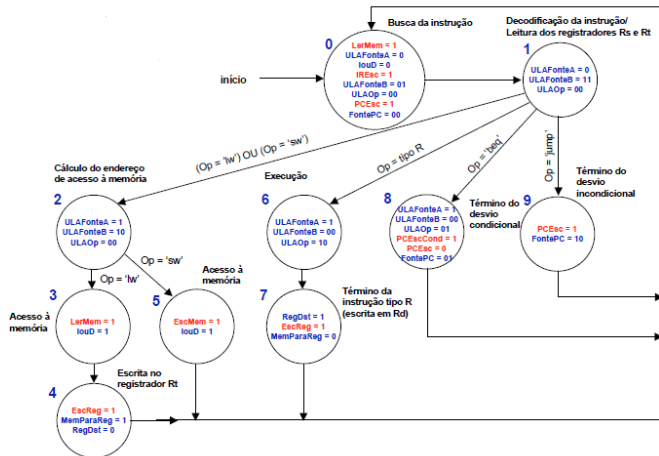 Busca da instrução
0
LerMem = 1
ULAFonteA = 0
IouD = 0
IREsc = 1
ULAFonteB = 01
ULAOp = 00
PCEsc = 1
FontePC = 00
início
Decodificação da instrução/
Leitura dos registradores Rs e Rt
1
ULAFonteA = 0
ULAFonteB = 11
ULAOp = 00
(Op = 'lw') OU (Op = 'sw')
Op = tipo R
Op = 'beq'
Op = 'jump'
Cálculo do endereço
de acesso à memória
2
ULAFonteA = 1
ULAFonteB = 10
ULAOp = 00
Execução
6
ULAFonteA = 1
ULAFonteB = 00
ULAOp = 10
8
ULAFonteA = 1
ULAFonteB = 00
ULAOp = 01
PCEscCond = 1
PCEsc = 0
FontePC = 01
Término do
desvio
condicional
Término do
desvio
incondicional
9
PCEsc = 1
FontePC = 10
Op = 'lw'
Op = 'sw'
3
Acesso à
memória
LerMem = 1
IouD = 1
5
Acesso à
memória
EscMem = 1
IouD = 1
7
Término da
instrução tipo R
(escrita em Rd)
RegDst = 1
EscReg = 1
MemParaReg = 0
Escrita no
registrador Rt
4
EscReg = 1
MemParaReg = 1
RegDst = 0